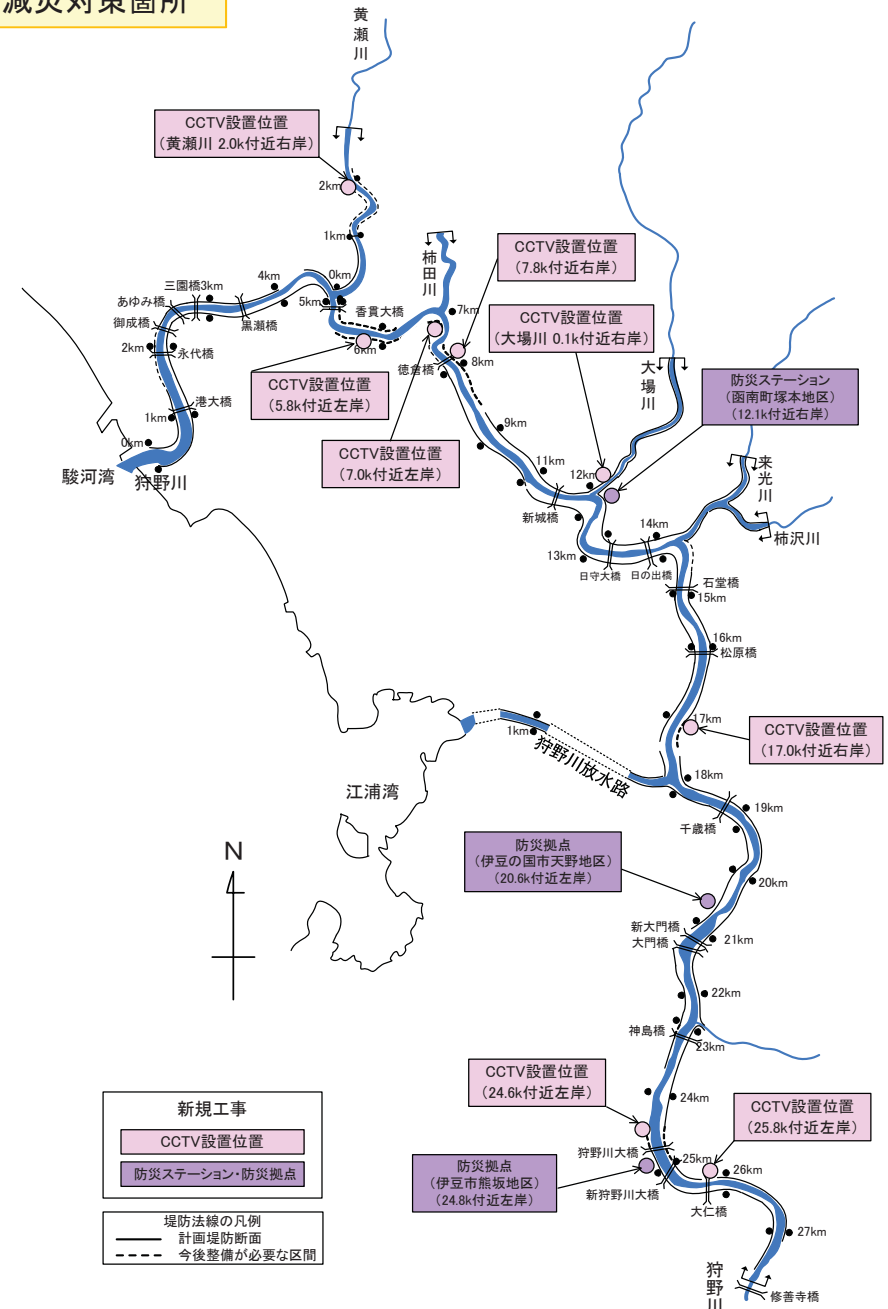 減災対策箇所
黄瀬川
CCTV設置位置
(黄瀬川 2.0k付近右岸)
2km
1km
0km
三園橋
3km
4km
あゆみ橋
御成橋
黒瀬橋
5km
香貫大橋
6km
2km
永代橋
港大橋
1km
0km
駿河湾
狩野川
柿田川
7km
CCTV設置位置
(7.8k付近右岸)
CCTV設置位置
(大場川 0.1k付近右岸)
CCTV設置位置
(5.8k付近左岸)
CCTV設置位置
(7.0k付近左岸)
徳倉橋
8km
9km
大場川
防災ステーション
(函南町塚本地区)
(12.1k付近右岸)
11km
12km
新城橋
来光川
柿沢川
14km
13km
日守大橋
日の出橋
石堂橋
15km
16km
松原橋
17km
CCTV設置位置
(17.0k付近右岸)
1km
狩野川放水路
江浦湾
18km
19km
千歳橋
防災拠点
(伊豆の国市天野地区)
(20.6k付近左岸)
20km
新大門橋
大門橋
21km
N
22km
神島橋
23km
CCTV設置位置
(24.6k付近左岸)
24km
CCTV設置位置
(25.8k付近左岸)
狩野川大橋
25km
26km
防災拠点
(伊豆市熊坂地区)
(24.8k付近左岸)
新狩野川大橋
大仁橋
27km
狩野川
修善寺橋
新規工事
CCTV設置位置
防災ステーション・防災拠点
堤防法線の凡例
計画堤防断面
今後整備が必要な区間